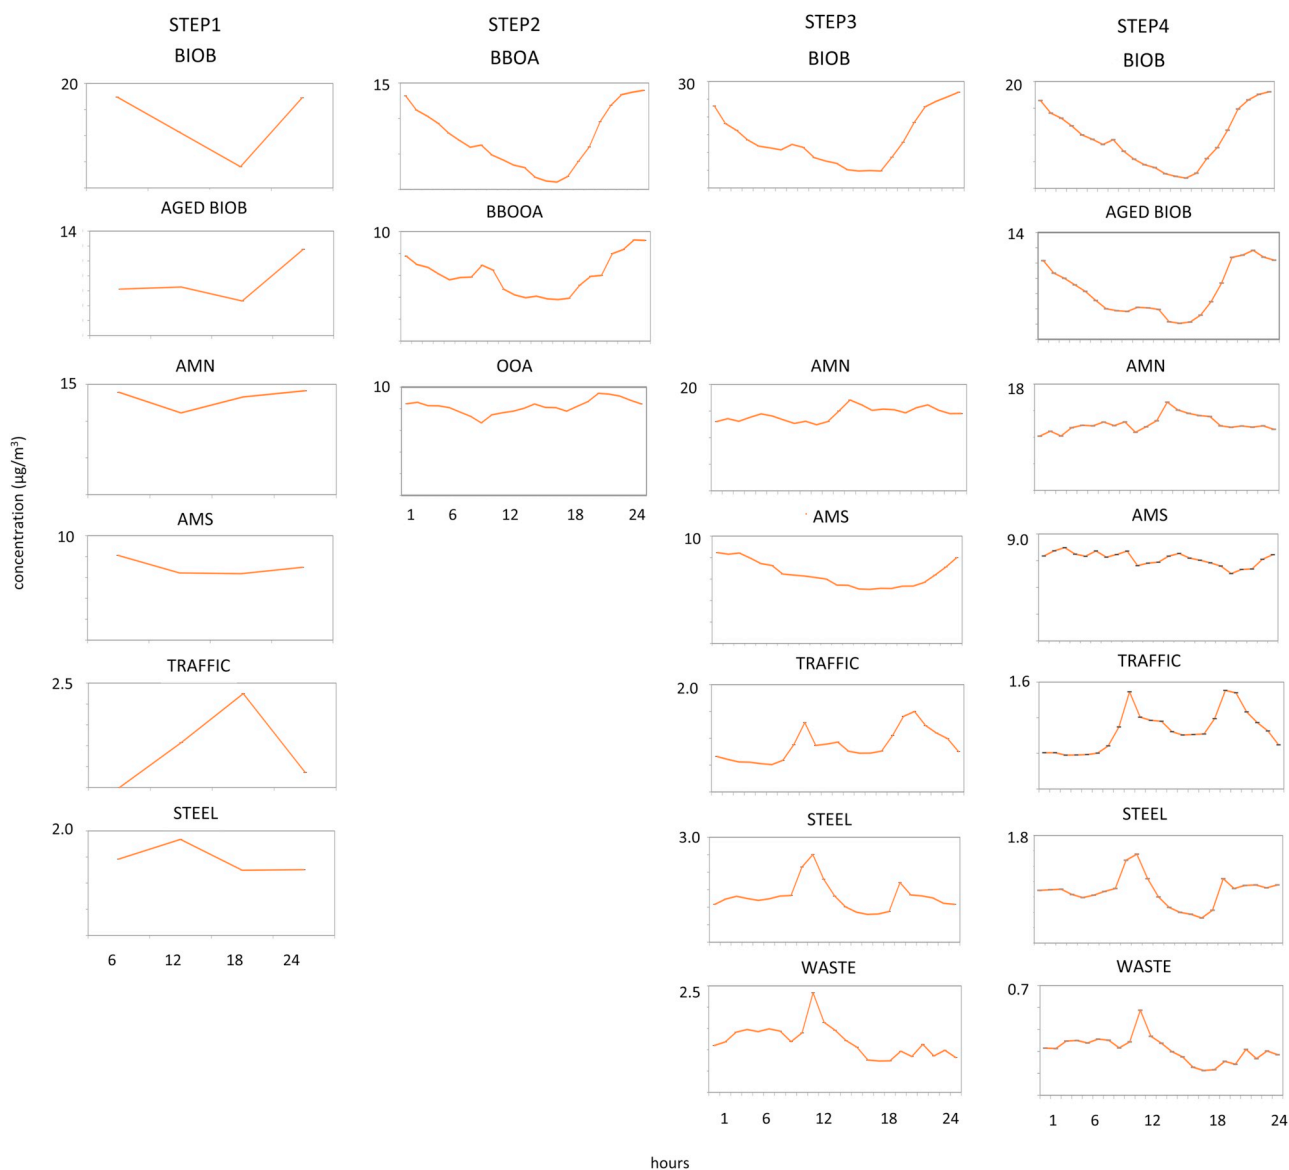 STEP1
BIOB
20
AGED BIOB
14
AMN
15
AMS
10
TRAFFIC
2.5
STEEL
2.0
6 12 18 24
STEP2
BBOA
15
BBOOA
10
OOA
10
1 6 12 18 24
STEP3
BIOB
30
AMN
20
AMS
10
TRAFFIC
2.0
STEEL
3.0
WASTE
2.5
1 6 12 18 24
STEP4
BIOB
20
AGED BIOB
14
AMN
18
AMS
9.0
TRAFFIC
1.6
STEEL
1.8
WASTE
0.7
1 6 12 18 24
concentration (µg/m³)
hours